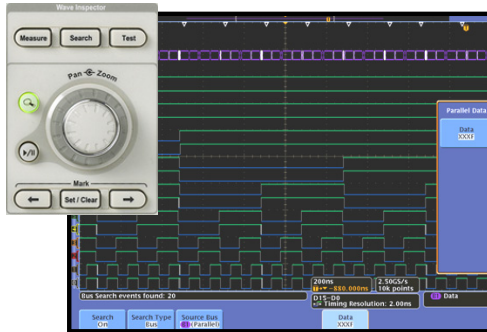 Wave Inspector
Measure Search Test
Pan Zoom
Mark
← Set / Clear →
Parallel Data
Data
XXXF
200ns
-880.000ns
2.50GS/s
10k points
Bus Search events found: 20
D15-D0
Timing Resolution: 2.00ns
Data
Search
On
Search Type
Bus
Source Bus
(Parallel)
Data
XXXF